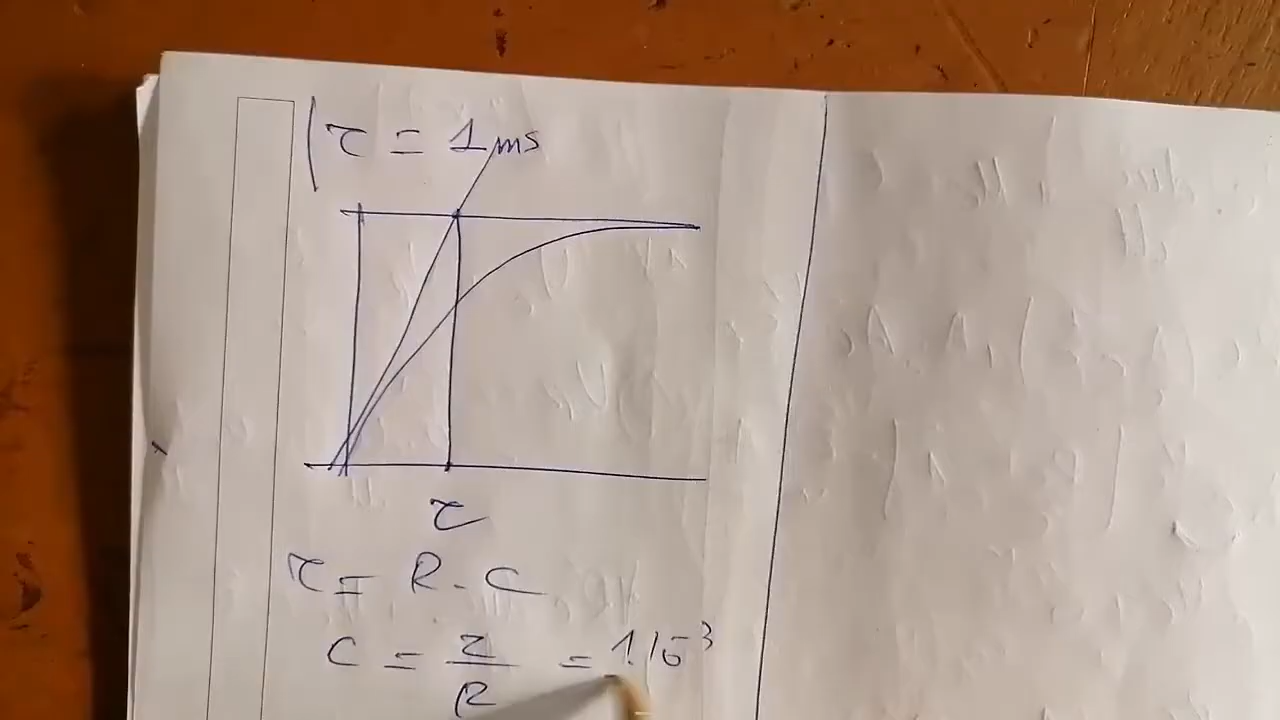 τ = 1ms
τ
τ = R - C
C = τ/R = 1.10⁻³